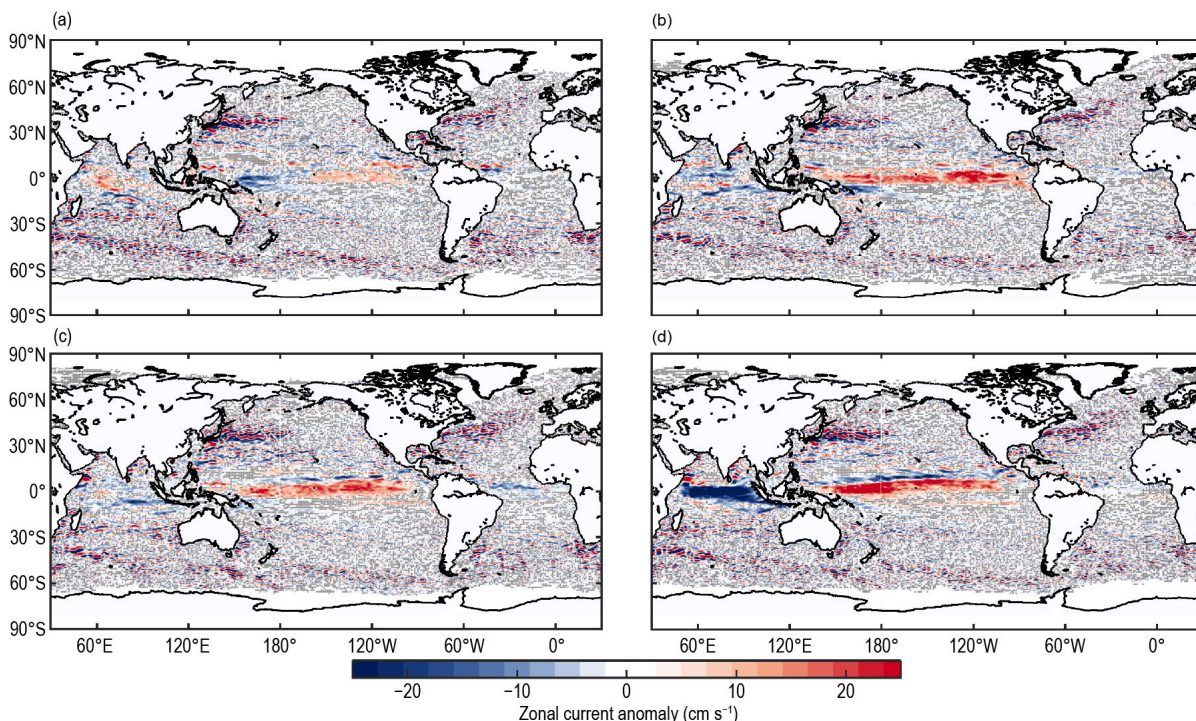 (a)
(b)
90°N
60°N
30°N
0°
30°S
60°S
90°S
(c)
(d)
90°N
60°N
30°N
0°
30°S
60°S
90°S
60°E 120°E 180° 120°W 60°W 0° 60°E 120°E 180° 120°W 60°W 0°
−20 −10 0 10 20
Zonal current anomaly (cm s⁻¹)